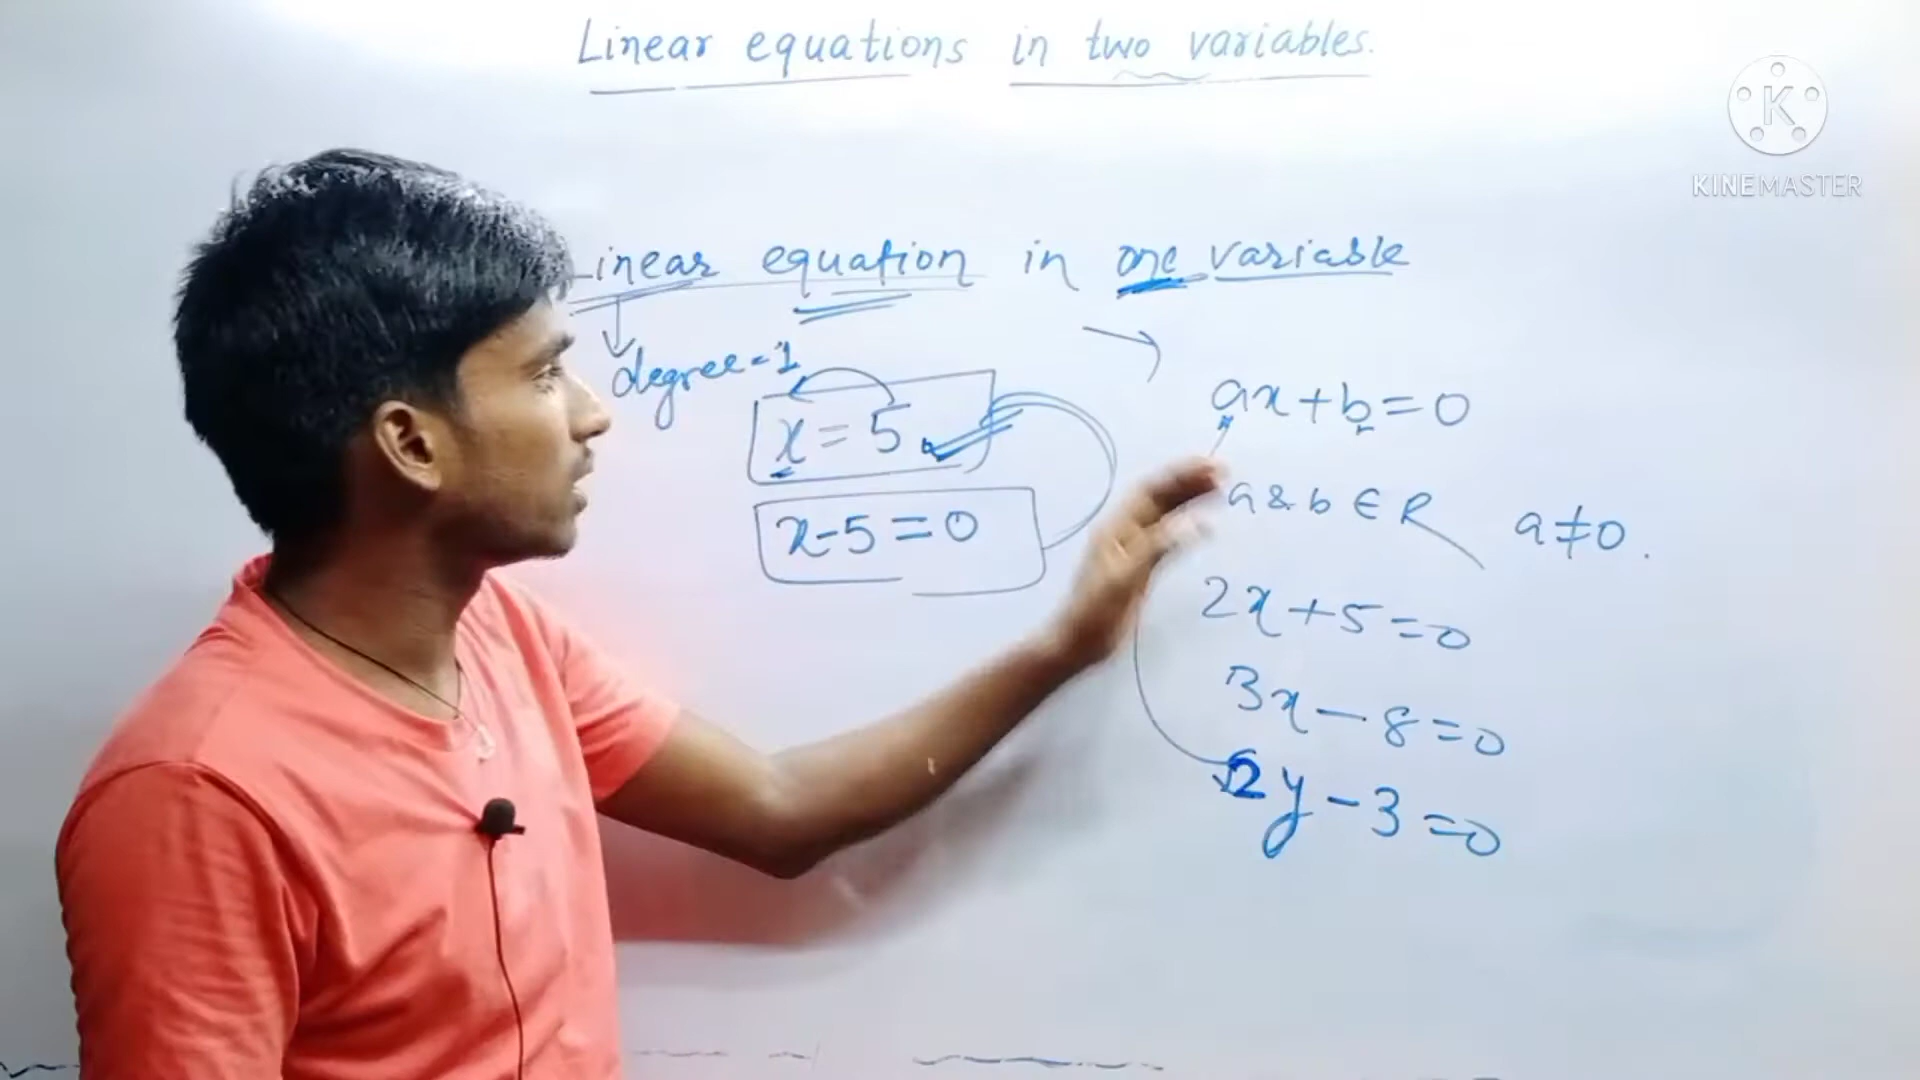 Linear equations in two variables.
KINEMASTER
Linear equation in one variable
degree=1
x=5
x-5=0
ax+b=0
a & b ∈ R a≠0.
2x+5=0
3x-8=0
2y-3=0